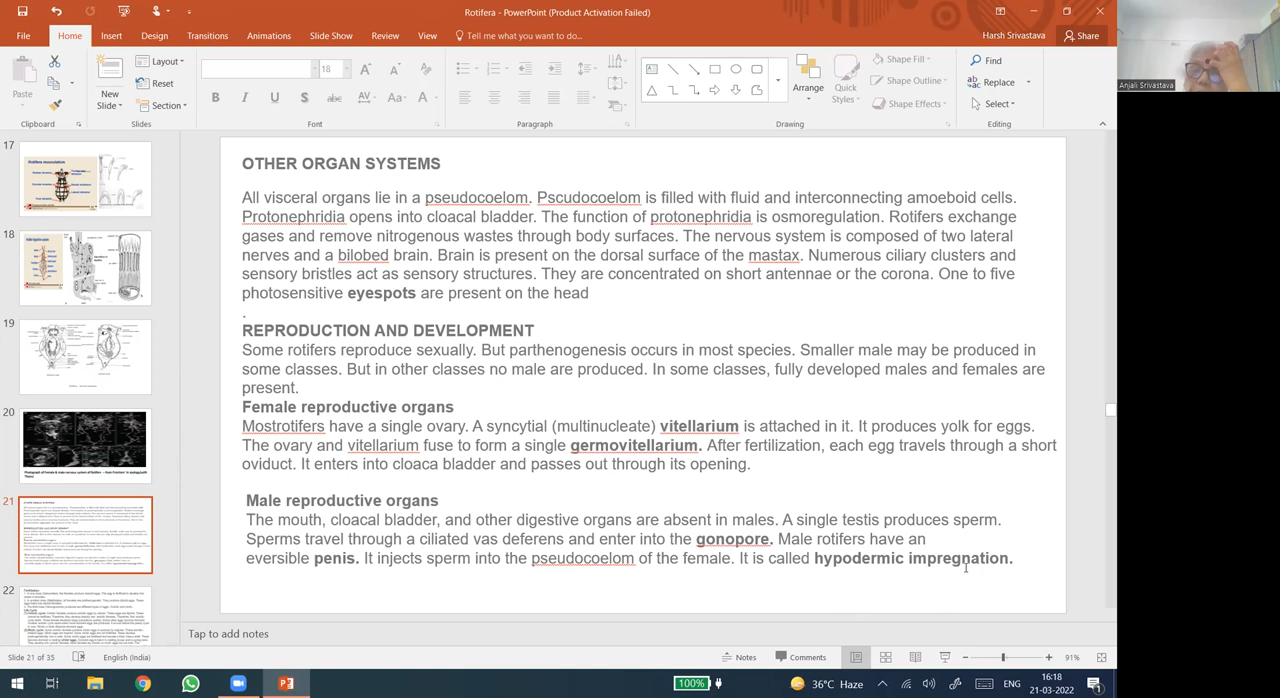 Rotifera - PowerPoint (Product Activation Failed)
File Home Insert Design Transitions Animations Slide Show Review View Tell me what you want to do... Harsh Srivastava Share
Paste
Clipboard
New Slide
Layout
Reset
Section
Slides
18
Font
Paragraph
Arrange
Quick Styles
Shape Fill
Shape Outline
Shape Effects
Drawing
Find
Replace
Select
Editing
Anjali Srivastava
17
18
19
20
21
22
OTHER ORGAN SYSTEMS
All visceral organs lie in a pseudocoelom. Pscudocoelom is filled with fluid and interconnecting amoeboid cells.
Protonephridia opens into cloacal bladder. The function of protonephridia is osmoregulation. Rotifers exchange
gases and remove nitrogenous wastes through body surfaces. The nervous system is composed of two lateral
nerves and a bilobed brain. Brain is present on the dorsal surface of the mastax. Numerous ciliary clusters and
sensory bristles act as sensory structures. They are concentrated on short antennae or the corona. One to five
photosensitive eyespots are present on the head
.
REPRODUCTION AND DEVELOPMENT
Some rotifers reproduce sexually. But parthenogenesis occurs in most species. Smaller male may be produced in
some classes. But in other classes no male are produced. In some classes, fully developed males and females are
present.
Female reproductive organs
Mostrotifers have a single ovary. A syncytial (multinucleate) vitellarium is attached in it. It produces yolk for eggs.
The ovary and vitellarium fuse to form a single germovitellarium. After fertilization, each egg travels through a short
oviduct. It enters into cloaca bladder and passes out through its opening.
Male reproductive organs
The mouth, cloacal bladder, and other digestive organs are absent in males. A single testis produces sperm.
Sperms travel through a ciliated vas deferens and enter into the gonopore. Male rotifers have an
eversible penis. It injects sperm into the pseudocoelom of the female. It is called hypodermic impregnation.
Tap to add notes
Slide 21 of 35 English (India) Notes Comments 91%
100% 36°C Haze ENG 16:18
21-03-2022 1